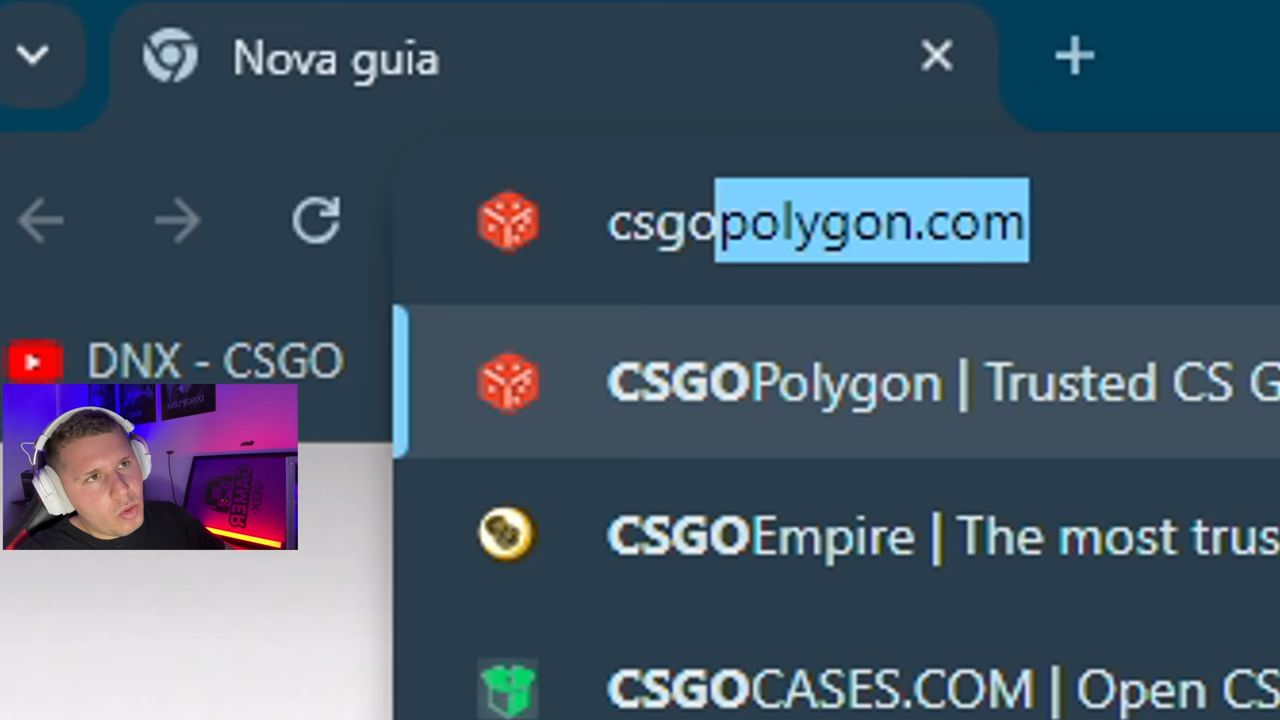 Nova guia
csgopolygon.com
DNX - CSGO
CSGOPolygon | Trusted CS G
CSGOEmpire | The most trus
CSGOCASES.COM | Open CS